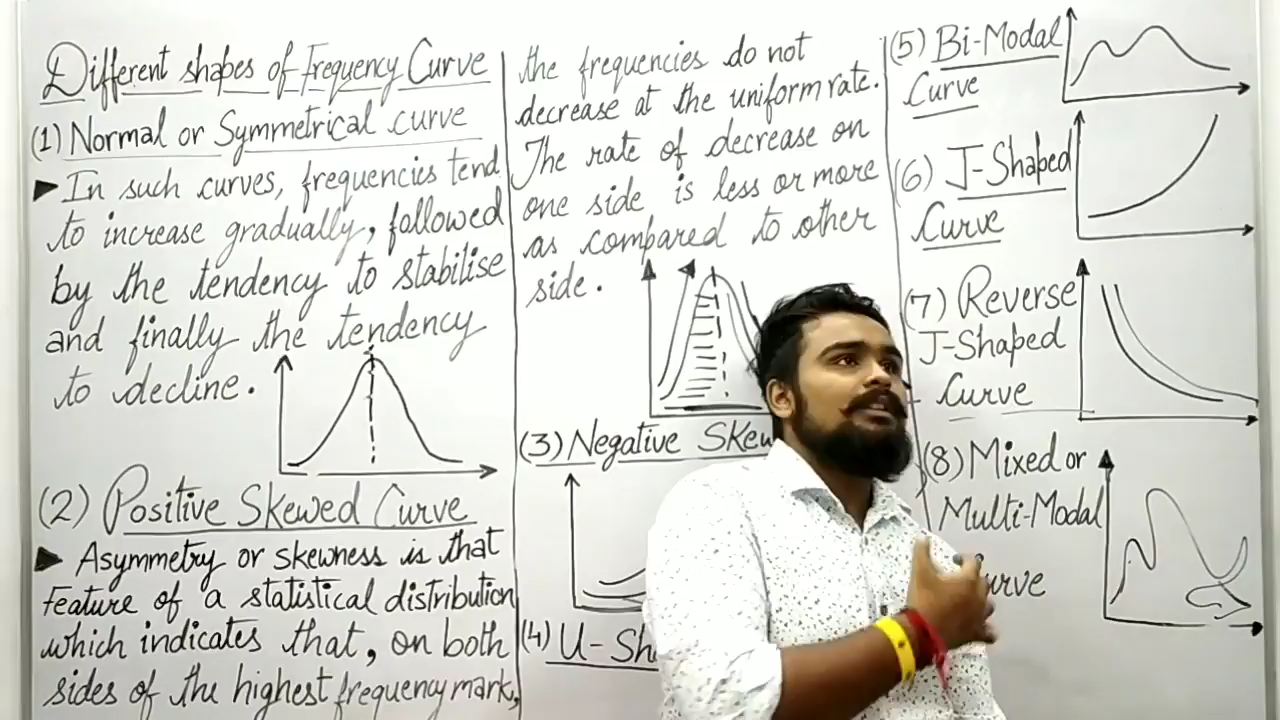 Different shapes of Frequency Curve
(1) Normal or Symmetrical curve
In such curves, frequencies tend
to increase gradually, followed
by the tendency to stabilise
and finally the tendency
to decline.
(2) Positive Skewed Curve
Asymmetry or skewness is that
Feature of a statistical distribution
which indicates that, on both
sides of the highest frequency mark,
the frequencies do not
decrease at the uniform rate.
The rate of decrease on
one side is less or more
as compared to other
side.
(3) Negative
(4) U-
(5) Bi-Modal
Curve
(6) J-Shaped
Curve
(7) Reverse
J-Shaped
Curve
(8) Mixed or
Multi-Modal